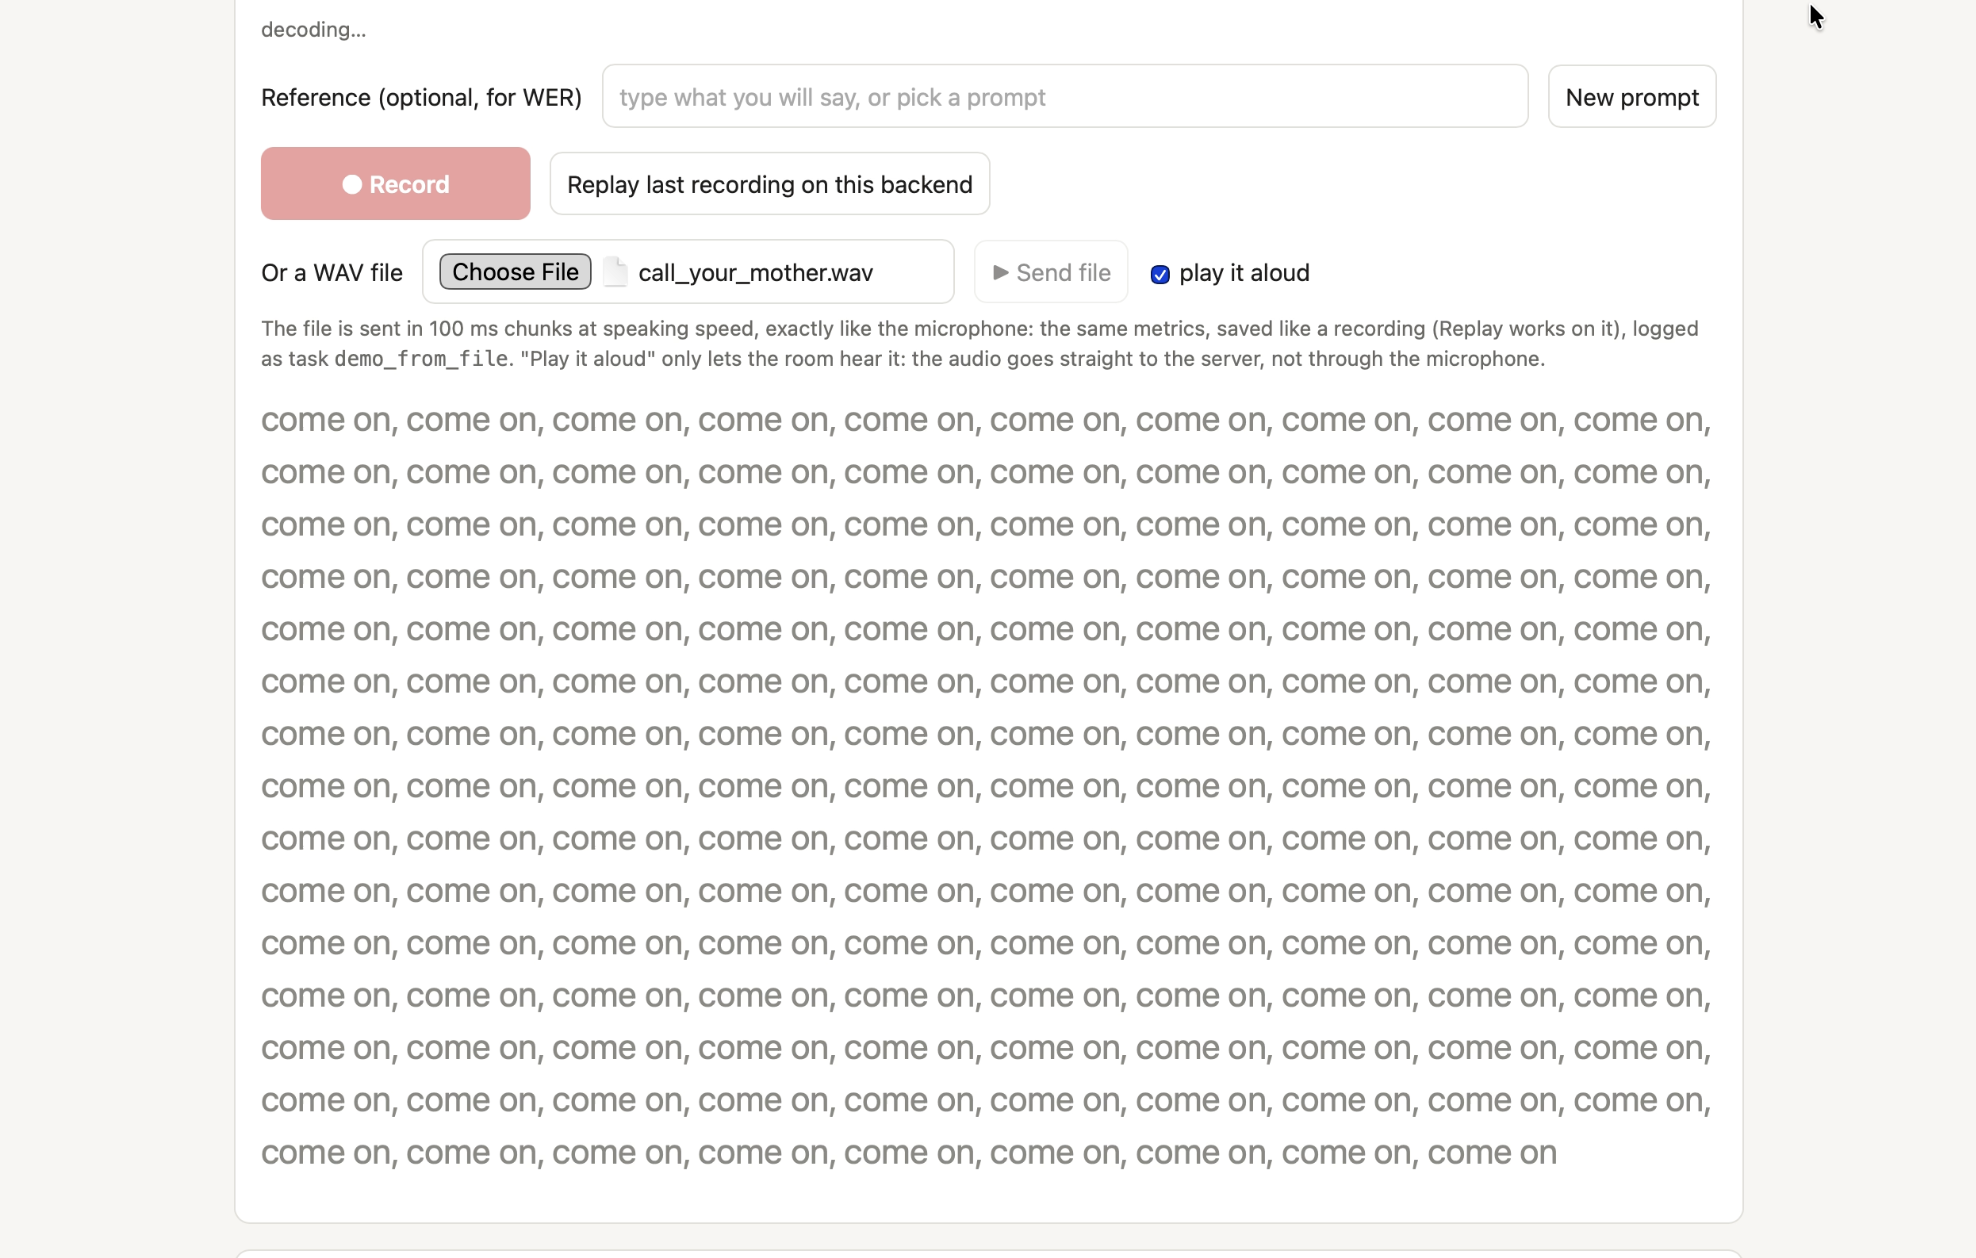 decoding...
Reference (optional, for WER) type what you will say, or pick a prompt New prompt
Record Replay last recording on this backend
Or a WAV file Choose File call_your_mother.wav ▶ Send file play it aloud
The file is sent in 100 ms chunks at speaking speed, exactly like the microphone: the same metrics, saved like a recording (Replay works on it), logged
as task demo_from_file. "Play it aloud" only lets the room hear it: the audio goes straight to the server, not through the microphone.
come on, come on, come on, come on, come on, come on, come on, come on, come on, come on,
come on, come on, come on, come on, come on, come on, come on, come on, come on, come on,
come on, come on, come on, come on, come on, come on, come on, come on, come on, come on,
come on, come on, come on, come on, come on, come on, come on, come on, come on, come on,
come on, come on, come on, come on, come on, come on, come on, come on, come on, come on,
come on, come on, come on, come on, come on, come on, come on, come on, come on, come on,
come on, come on, come on, come on, come on, come on, come on, come on, come on, come on,
come on, come on, come on, come on, come on, come on, come on, come on, come on, come on,
come on, come on, come on, come on, come on, come on, come on, come on, come on, come on,
come on, come on, come on, come on, come on, come on, come on, come on, come on, come on,
come on, come on, come on, come on, come on, come on, come on, come on, come on, come on,
come on, come on, come on, come on, come on, come on, come on, come on, come on, come on,
come on, come on, come on, come on, come on, come on, come on, come on, come on, come on,
come on, come on, come on, come on, come on, come on, come on, come on, come on, come on,
come on, come on, come on, come on, come on, come on, come on, come on, come on